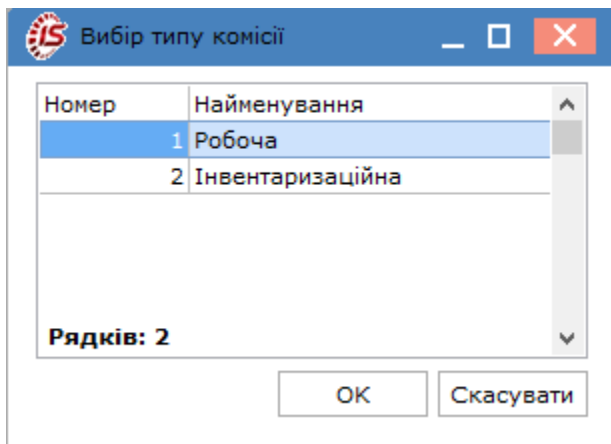 IS Вибір типу комісії
Номер Найменування
1 Робоча
2 Інвентаризаційна
Рядків: 2
OK Скасувати